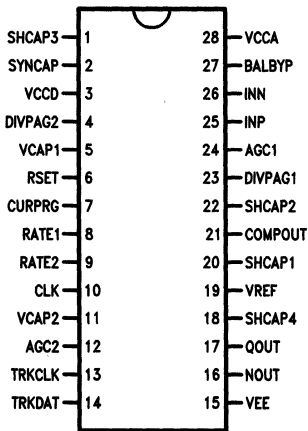 SHCAP3 1 28 VCCA
SYNCAP 2 27 BALBYP
VCCD 3 26 INN
DIVPAG2 4 25 INP
VCAP1 5 24 AGC1
RSET 6 23 DIVPAG1
CURPRG 7 22 SHCAP2
RATE1 8 21 COMPOUT
RATE2 9 20 SHCAP1
CLK 10 19 VREF
VCAP2 11 18 SHCAP4
AGC2 12 17 QOUT
TRKCLK 13 16 NOUT
TRKDAT 14 15 VEE